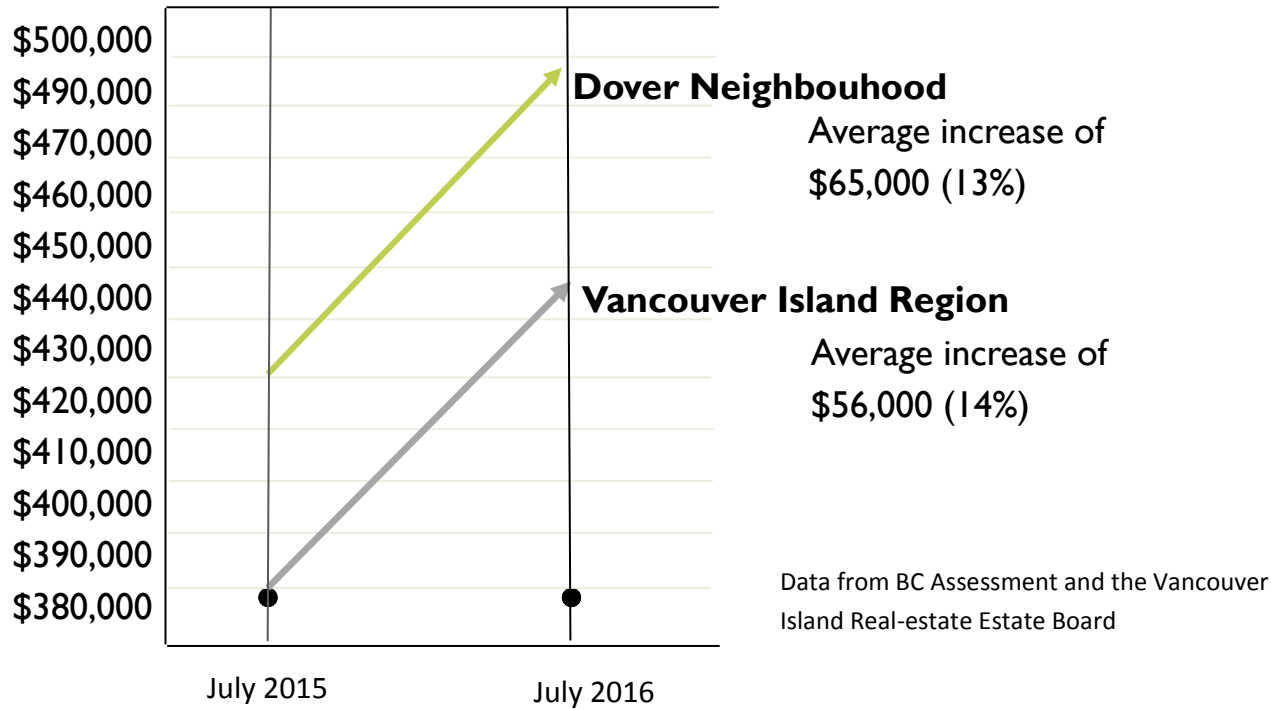 $500,000
$490,000
$470,000
$460,000
$450,000
$440,000
$430,000
$420,000
$410,000
$400,000
$390,000
$380,000
Dover Neighbouhood
Average increase of
$65,000 (13%)
Vancouver Island Region
Average increase of
$56,000 (14%)
Data from BC Assessment and the Vancouver
Island Real-estate Estate Board
July 2015
July 2016